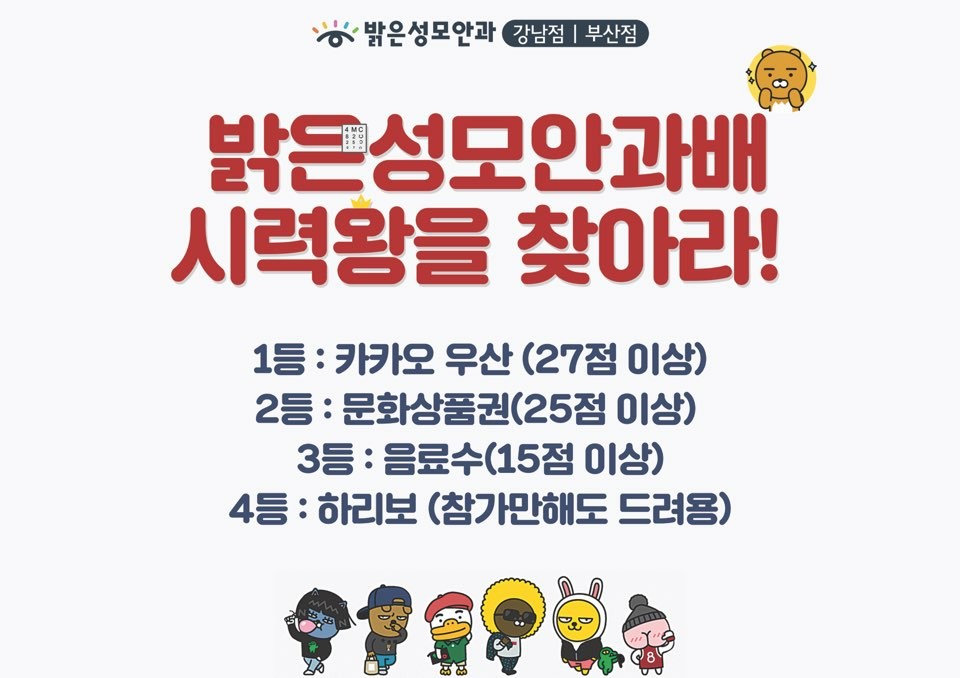 밝은성모안과 강남점 | 부산점
밝은성모안과배
시력왕을 찾아라!
1등 : 카카오 우산 (27점 이상)
2등 : 문화상품권(25점 이상)
3등 : 음료수(15점 이상)
4등 : 하리보 (참가만해도 드려용)
8